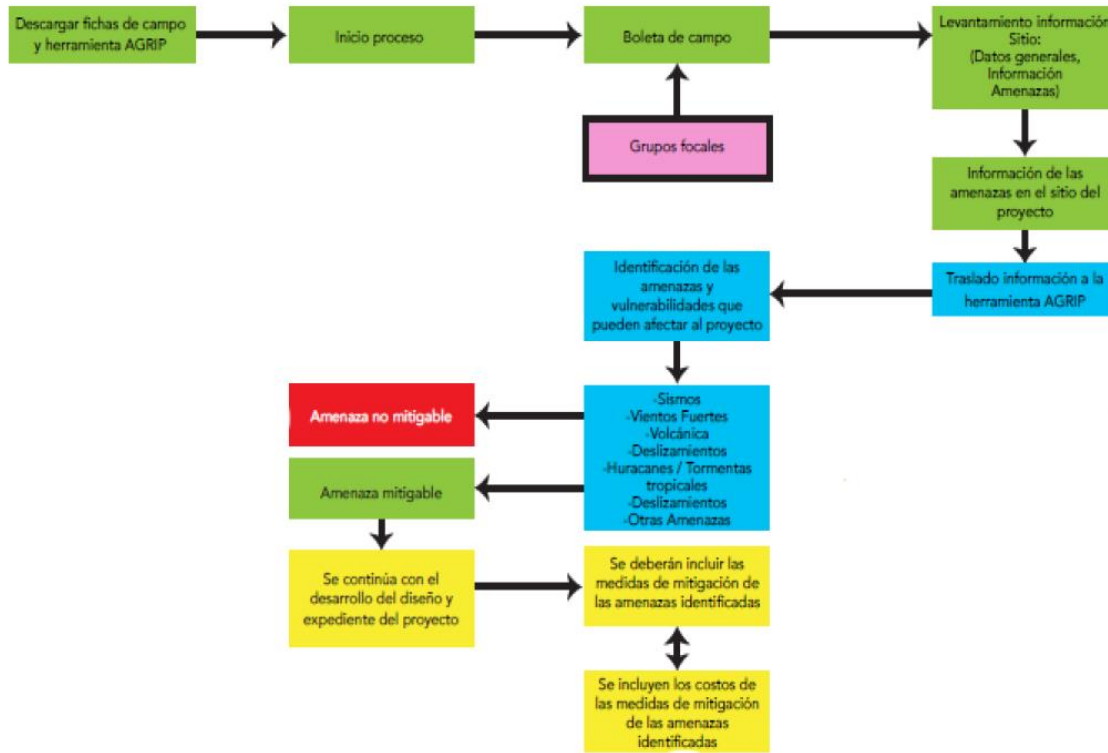 Descargar fichas de campo
y herramienta AGRIP
Inicio proceso
Boleta de campo
Levantamiento información
Sitio:
(Datos generales,
Información
Amenazas)
Grupos focales
Información de las
amenazas en el sitio del
proyecto
Traslado información a la
herramienta AGRIP
Identificación de las
amenazas y
vulnerabilidades que
pueden afectar al proyecto
-Sismos
-Vientos Fuertes
-Volcánica
-Deslizamientos
-Huracanes / Tormentas
tropicales
-Deslizamientos
-Otras Amenazas
Amenaza no mitigable
Amenaza mitigable
Se continúa con el
desarrollo del diseño y
expediente del proyecto
Se deberán incluir las
medidas de mitigación de
las amenazas identificadas
Se incluyen los costos de
las medidas de mitigación
de las amenazas
identificadas